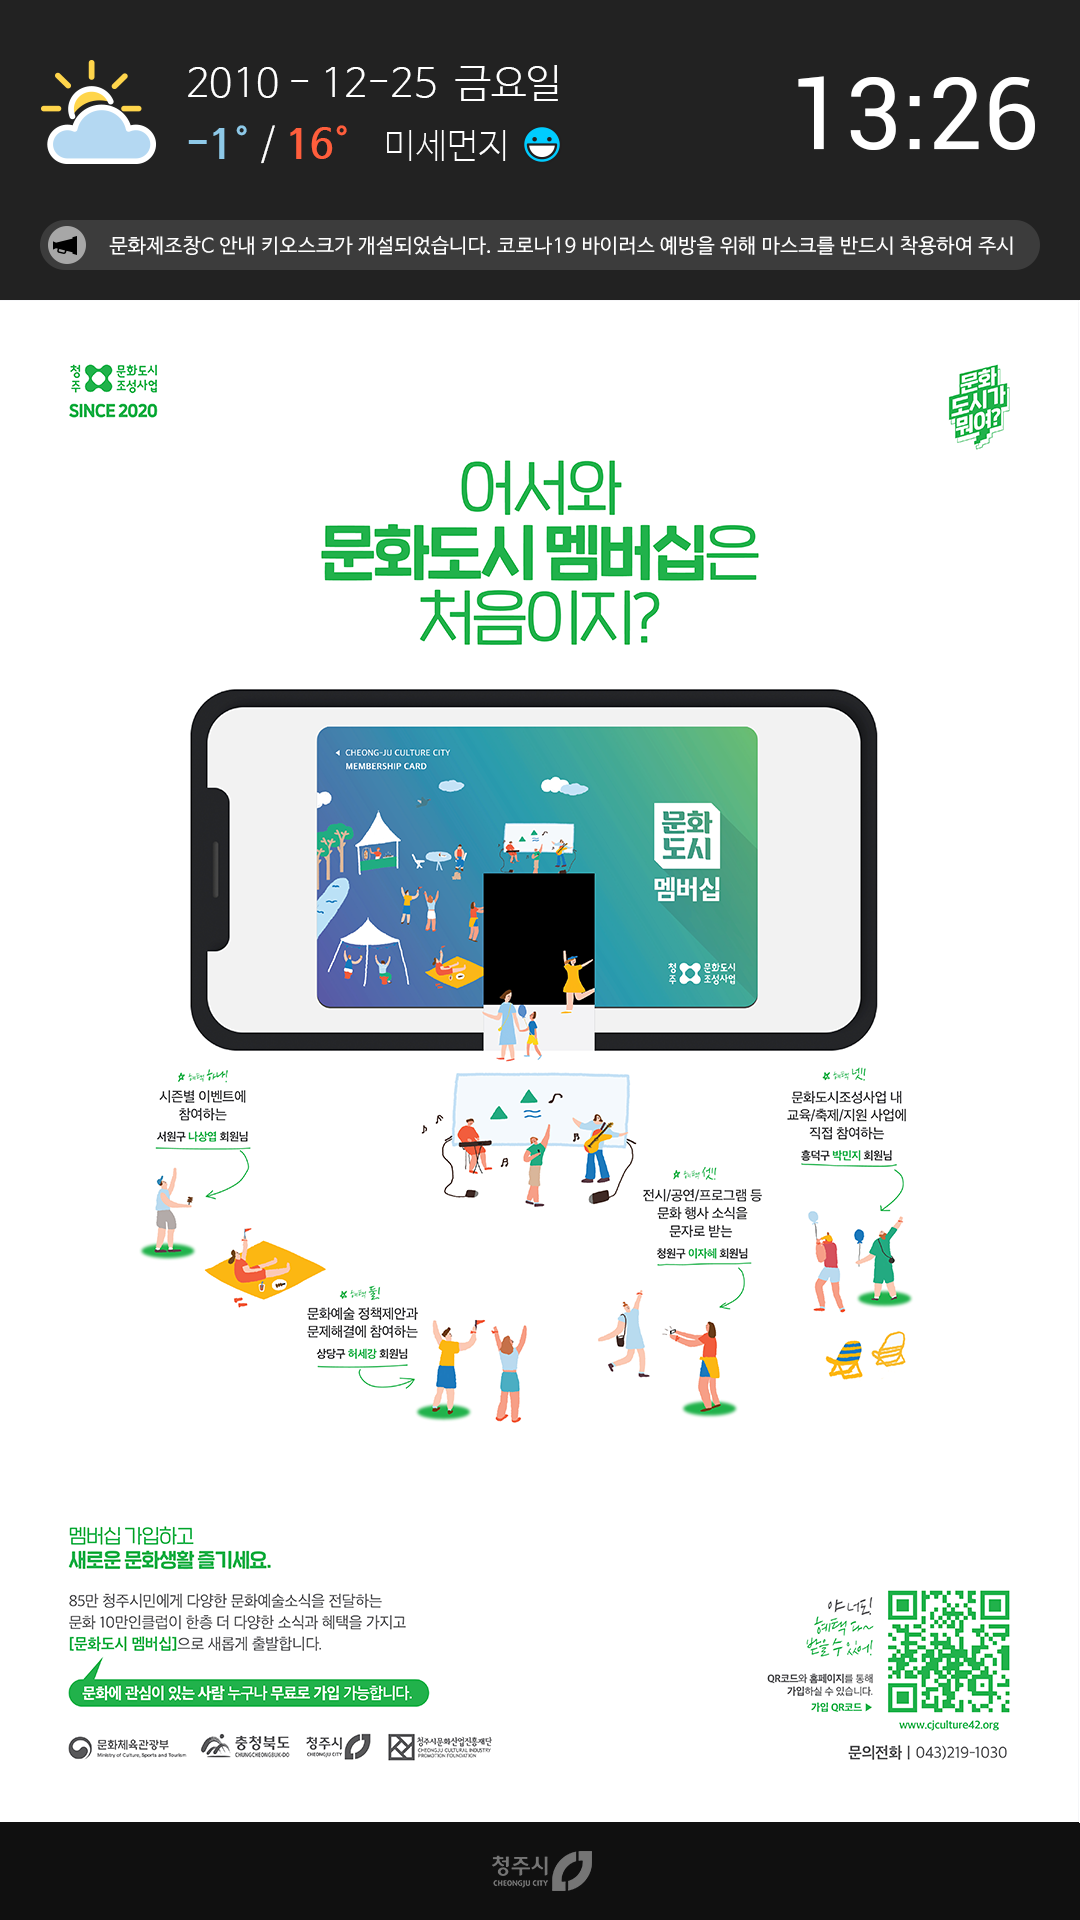 2010 - 12-25 금요일
13:26
-1° / 16° 미세먼지
문화제조창C 안내 키오스크가 개설되었습니다. 코로나19 바이러스 예방을 위해 마스크를 반드시 착용하여 주시
청주 문화도시 조성사업
SINCE 2020
문화
도시가
뭐여?
어서와
문화도시 멤버십은
처음이지?
CHEONG-JU CULTURE CITY
MEMBERSHIP CARD
문화
도시
멤버십
청주 문화도시 조성사업
혜택 하나!
시즌별 이벤트에
참여하는
서원구 나상엽 회원님
혜택 넷!!
문화도시조성사업 내
교육/축제/지원 사업에
직접 참여하는
흥덕구 박민지 회원님
혜택 셋!
전시/공연/프로그램 등
문화 행사 소식을
문자로 받는
청원구 이자혜 회원님
혜택 둘!
문화예술 정책제안과
문제해결에 참여하는
상당구 허세강 회원님
멤버십 가입하고
새로운 문화생활 즐기세요.
85만 청주시민에게 다양한 문화예술소식을 전달하는
문화 10만인클럽이 한층 더 다양한 소식과 혜택을 가지고
[문화도시 멤버십]으로 새롭게 출발합니다.
문화에 관심이 있는 사람 누구나 무료로 가입 가능합니다.
문화체육관광부
Ministry of Culture, Sports and Tourism
충청북도
CHUNGCHEONGBUK-DO
청주시
CHEONGJU CITY
청주시문화산업진흥재단
CHEONGJU CULTURAL INDUSTRY
PROMOTION FOUNDATION
혜택 다~
받을 수 있어!
QR코드와 홈페이지를 통해
가입하실 수 있습니다.
가입 QR코드 ▶
www.cjculture42.org
문의전화 | 043)219-1030
청주시
CHEONGJU CITY